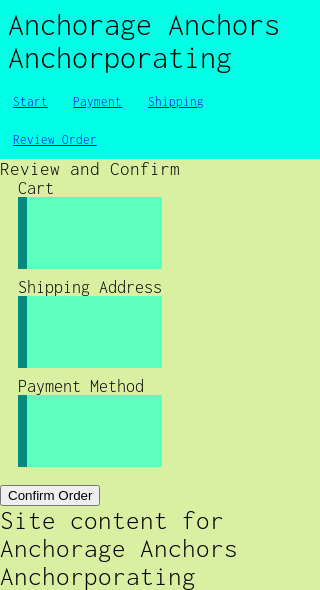 Anchorage Anchors
Anchorporating
Start Payment Shipping
Review Order
Review and Confirm
Cart
Shipping Address
Payment Method
Confirm Order
Site content for
Anchorage Anchors
Anchorporating